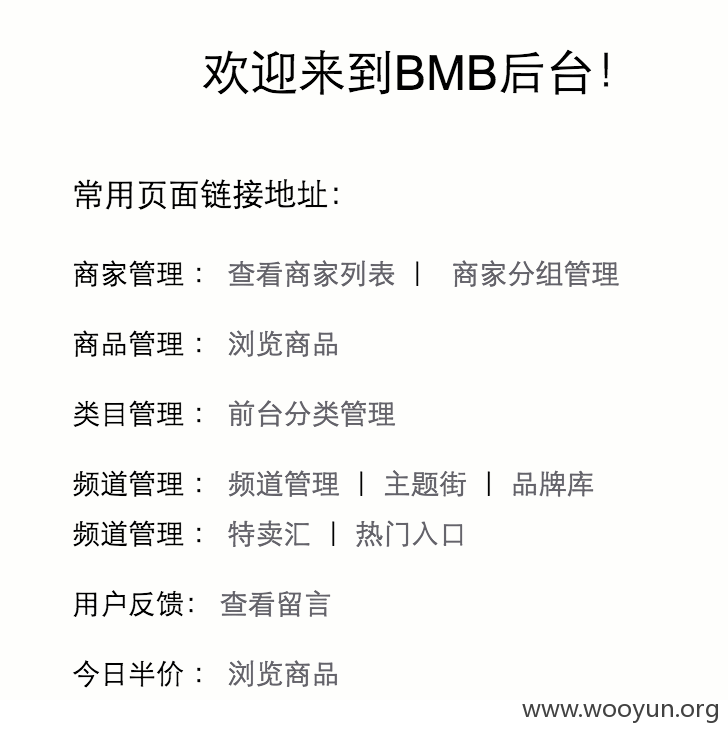 欢迎来到BMB后台！
常用页面链接地址：
商家管理： 查看商家列表 | 商家分组管理
商品管理： 浏览商品
类目管理： 前台分类管理
频道管理： 频道管理 | 主题街 | 品牌库
频道管理： 特卖汇 | 热门入口
用户反馈： 查看留言
今日半价： 浏览商品
www.wooyun.org